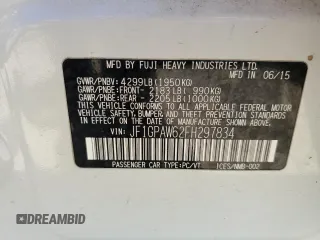 MFD BY FUJI HEAVY INDUSTRIES LTD.
MFD IN 06/15
GVWR/PNBV: 4299LB(1950KG)
GAWR/PNBE:FRONT- 2183LB( 990KG)
GAWR/PNBE:REAR - 2205LB(1000KG)
THIS VEHICLE CONFORMS TO ALL APPLICABLE FEDERAL MOTOR
VEHICLE SAFETY, BUMPER, AND THEFT PREVENTION STANDARDS
IN EFFECT ON THE DATE OF MANUFACTURE SHOWN ABOVE.
VIN: JF1GPAW62FH297834
PASSENGER CAR TYPE:PC/VT ICES/NMB-002
DREAMBID